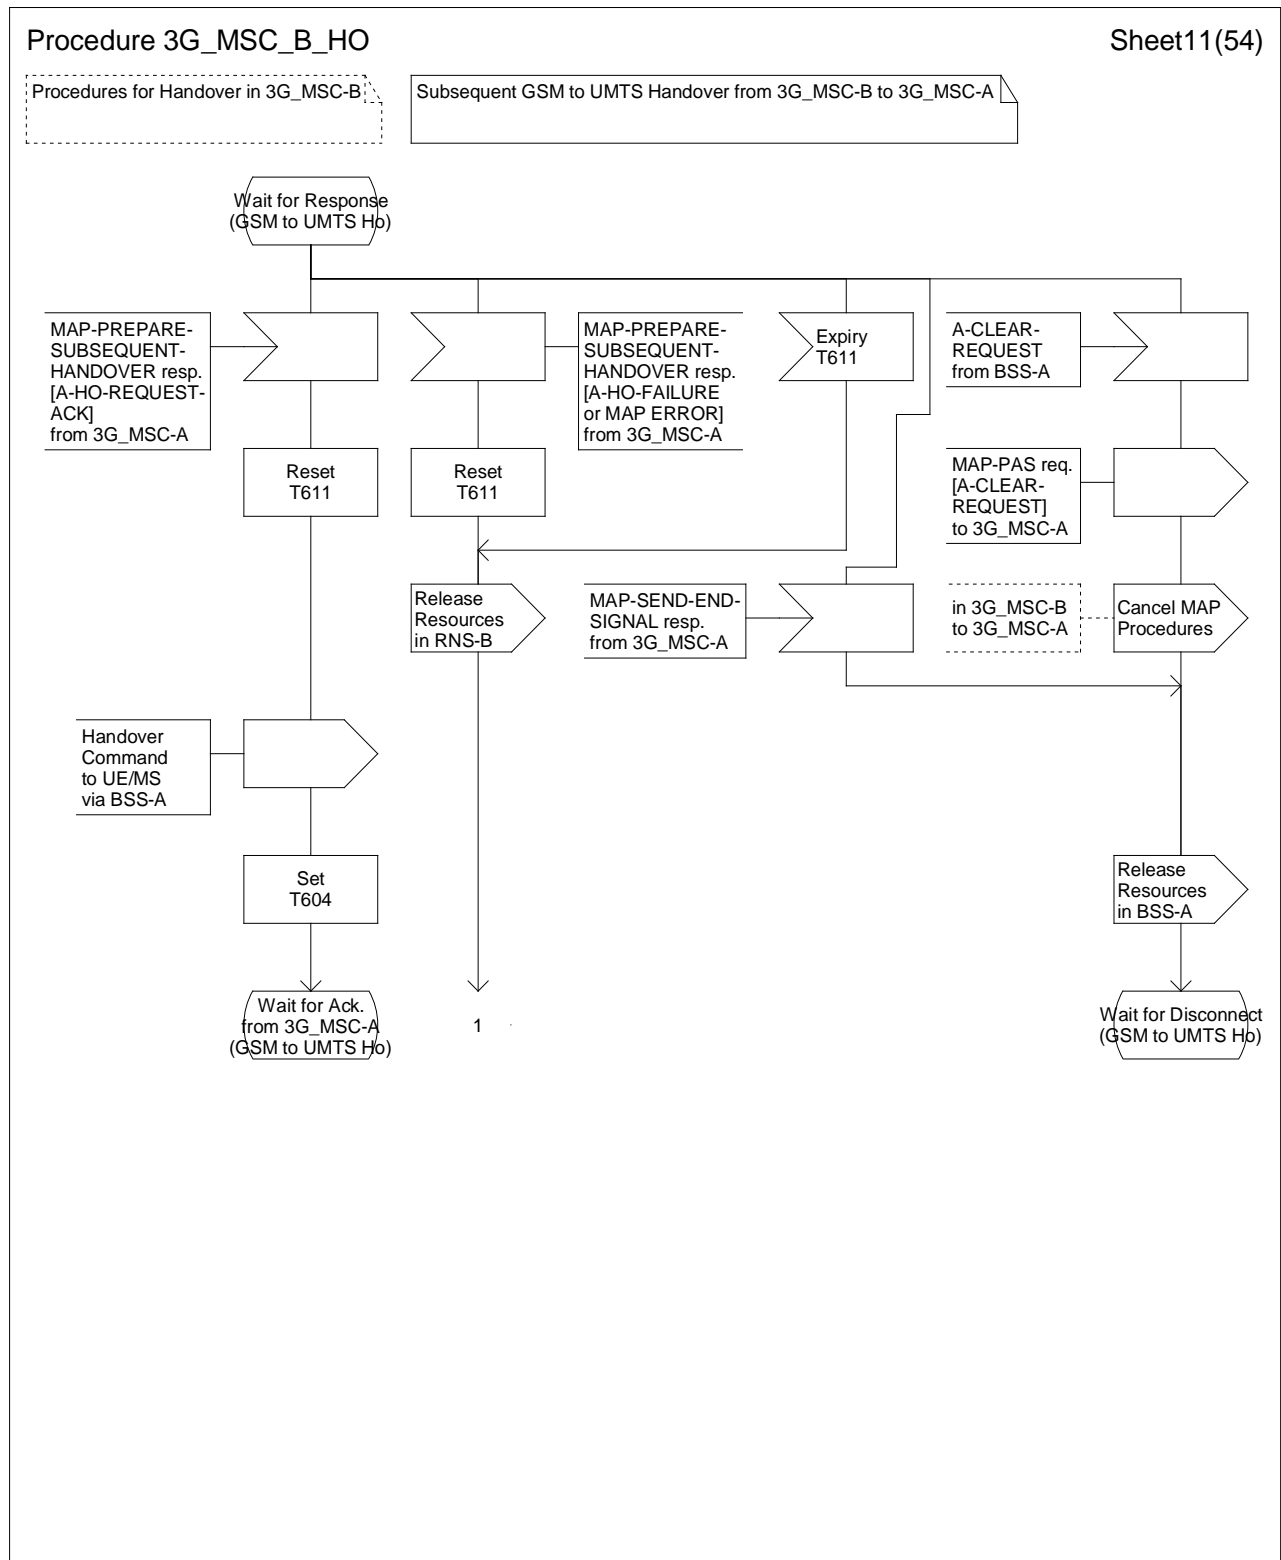 Procedure 3G_MSC_B_HO
Sheet11(54)
Procedures for Handover in 3G_MSC-B
Subsequent GSM to UMTS Handover from 3G_MSC-B to 3G_MSC-A
Wait for Response
(GSM to UMTS Ho)
MAP-PREPARE-
SUBSEQUENT-
HANDOVER resp.
[A-HO-REQUEST-
ACK]
from 3G_MSC-A
MAP-PREPARE-
SUBSEQUENT-
HANDOVER resp.
[A-HO-FAILURE
or MAP ERROR]
from 3G_MSC-A
Expiry
T611
A-CLEAR-
REQUEST
from BSS-A
Reset
T611
Reset
T611
MAP-PAS req.
[A-CLEAR-
REQUEST]
to 3G_MSC-A
Release
Resources
in RNS-B
MAP-SEND-END-
SIGNAL resp.
from 3G_MSC-A
in 3G_MSC-B
to 3G_MSC-A
Cancel MAP
Procedures
Handover
Command
to UE/MS
via BSS-A
Set
T604
Release
Resources
in BSS-A
Wait for Ack.
from 3G_MSC-A
(GSM to UMTS Ho)
1
Wait for Disconnect
(GSM to UMTS Ho)